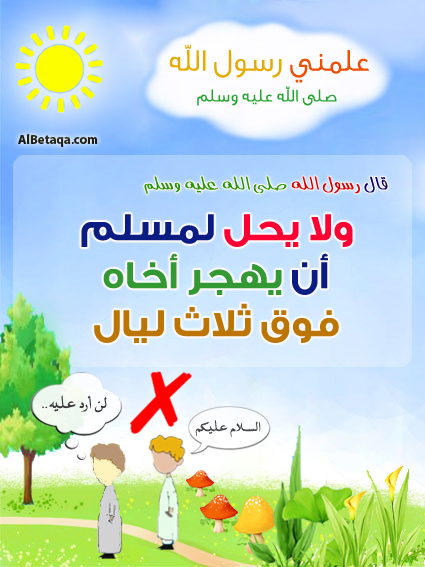 علمني رسول الله
صلى الله عليه وسلم
AlBetaqa.com
قال رسول الله صلى الله عليه وسلم
ولا يحل لمسلم
أن يهجر أخاه
فوق ثلاث ليال
لن أرد عليه..
السلام عليكم